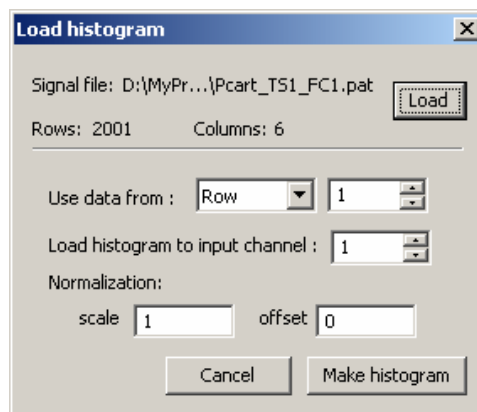 Load histogram
Signal file: D:\MyPr...\Pcart_TS1_FC1.pat
Load
Rows: 2001 Columns: 6
Use data from : Row 1
Load histogram to input channel : 1
Normalization:
scale 1 offset 0
Cancel Make histogram